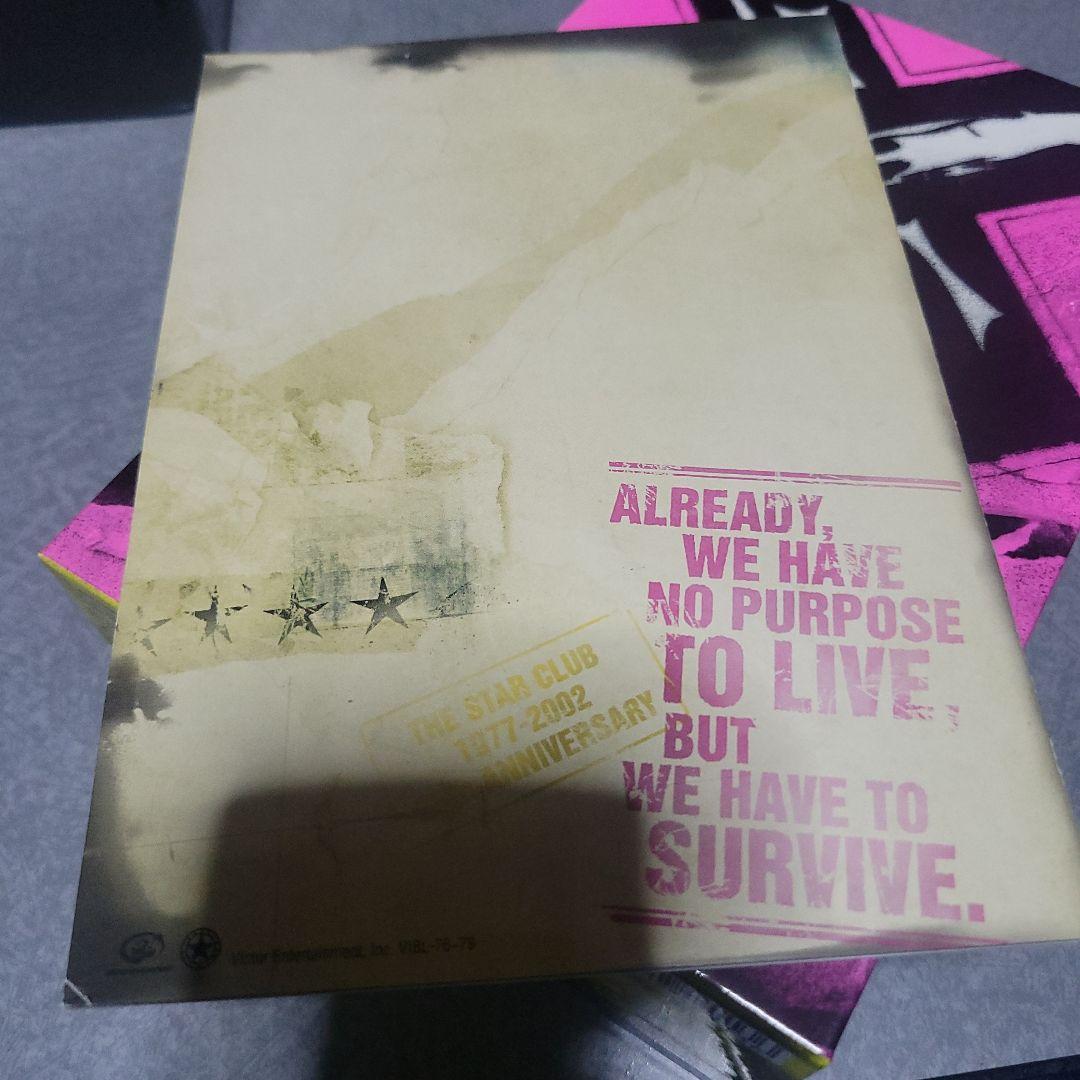 ALREADY,
WE HAVE
NO PURPOSE
TO LIVE,
BUT
WE HAVE TO
SURVIVE.
THE STAR CLUB
1977-2002
ANNIVERSARY
Victor Entertainment, Inc. VIBL-76~79